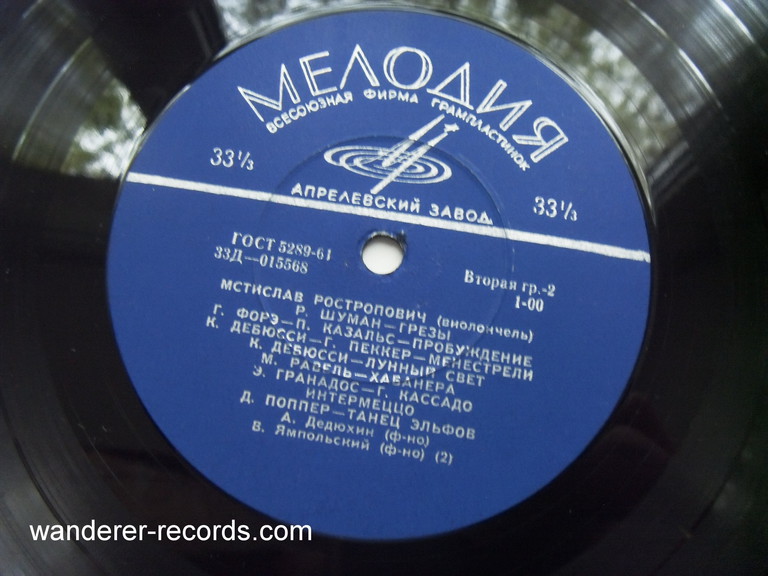 МЕЛОДИЯ
ВСЕСОЮЗНАЯ ФИРМА ГРАМПЛАСТИНОК
33⅓ 33⅓
АПРЕЛЕВСКИЙ ЗАВОД
ГОСТ 5289-61
33Д—015568
Вторая гр.-2
1-00
МСТИСЛАВ РОСТРОПОВИЧ (виолончель)
Р. ШУМАН—ГРЕЗЫ
Г. ФОРЭ—П. КАЗАЛЬС—ПРОБУЖДЕНИЕ
К. ДЕБЮССИ—Г. ПЕККЕР—МЕНЕСТРЕЛИ
К. ДЕБЮССИ—ЛУННЫЙ СВЕТ
М. РАВЕЛЬ—ХАБАНЕРА
Э. ГРАНАДОС—Г. КАССАДО
ИНТЕРМЕЦЦО
Д. ПОППЕР—ТАНЕЦ ЭЛЬФОВ
А. Дедюхин (ф-но)
В. Ямпольский (ф-но) (2)
wanderer-records.com